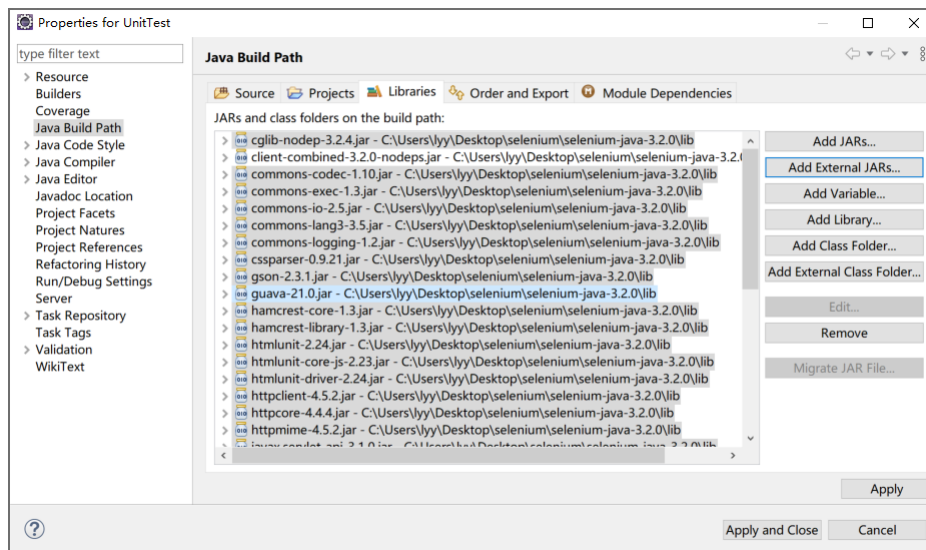 Properties for UnitTest
type filter text
Resource
Builders
Coverage
Java Build Path
Java Code Style
Java Compiler
Java Editor
Javadoc Location
Project Facets
Project Natures
Project References
Refactoring History
Run/Debug Settings
Server
Task Repository
Task Tags
Validation
WikiText
Java Build Path
Source Projects Libraries Order and Export Module Dependencies
JARs and class folders on the build path:
cglib-nodep-3.2.4.jar - C:\Users\lyy\Desktop\selenium\selenium-java-3.2.0\lib
client-combined-3.2.0-nodeps.jar - C:\Users\lyy\Desktop\selenium\selenium-java-3.2.0
commons-codec-1.10.jar - C:\Users\lyy\Desktop\selenium\selenium-java-3.2.0\lib
commons-exec-1.3.jar - C:\Users\lyy\Desktop\selenium\selenium-java-3.2.0\lib
commons-io-2.5.jar - C:\Users\lyy\Desktop\selenium\selenium-java-3.2.0\lib
commons-lang3-3.5.jar - C:\Users\lyy\Desktop\selenium\selenium-java-3.2.0\lib
commons-logging-1.2.jar - C:\Users\lyy\Desktop\selenium\selenium-java-3.2.0\lib
cssparser-0.9.21.jar - C:\Users\lyy\Desktop\selenium\selenium-java-3.2.0\lib
gson-2.3.1.jar - C:\Users\lyy\Desktop\selenium\selenium-java-3.2.0\lib
guava-21.0.jar - C:\Users\lyy\Desktop\selenium\selenium-java-3.2.0\lib
hamcrest-core-1.3.jar - C:\Users\lyy\Desktop\selenium\selenium-java-3.2.0\lib
hamcrest-library-1.3.jar - C:\Users\lyy\Desktop\selenium\selenium-java-3.2.0\lib
htmlunit-2.24.jar - C:\Users\lyy\Desktop\selenium\selenium-java-3.2.0\lib
htmlunit-core-js-2.23.jar - C:\Users\lyy\Desktop\selenium\selenium-java-3.2.0\lib
htmlunit-driver-2.24.jar - C:\Users\lyy\Desktop\selenium\selenium-java-3.2.0\lib
httpclient-4.5.2.jar - C:\Users\lyy\Desktop\selenium\selenium-java-3.2.0\lib
httpcore-4.4.4.jar - C:\Users\lyy\Desktop\selenium\selenium-java-3.2.0\lib
httpmime-4.5.2.jar - C:\Users\lyy\Desktop\selenium\selenium-java-3.2.0\lib
javax.servlet-api-3.1.0.jar - C:\Users\lyy\Desktop\selenium\selenium-java-3.2.0\lib
Add JARs...
Add External JARs...
Add Variable...
Add Library...
Add Class Folder...
Add External Class Folder...
Edit...
Remove
Migrate JAR File...
Apply
Apply and Close
Cancel